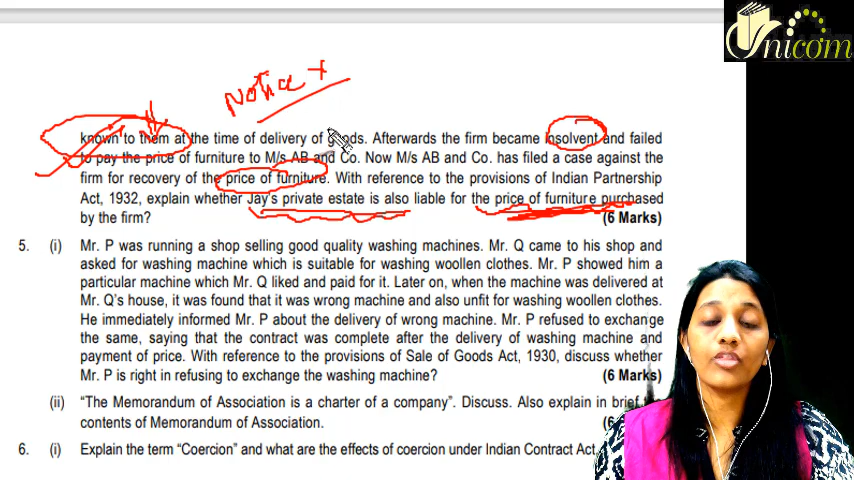 Unicom
Notice x
known to them at the time of delivery of goods. Afterwards the firm became insolvent and failed
to pay the price of furniture to M/s AB and Co. Now M/s AB and Co. has filed a case against the
firm for recovery of the price of furniture. With reference to the provisions of Indian Partnership
Act, 1932, explain whether Jay's private estate is also liable for the price of furniture purchased
by the firm? (6 Marks)
5. (i) Mr. P was running a shop selling good quality washing machines. Mr. Q came to his shop and
asked for washing machine which is suitable for washing woollen clothes. Mr. P showed him a
particular machine which Mr. Q liked and paid for it. Later on, when the machine was delivered at
Mr. Q's house, it was found that it was wrong machine and also unfit for washing woollen clothes.
He immediately informed Mr. P about the delivery of wrong machine. Mr. P refused to exchange
the same, saying that the contract was complete after the delivery of washing machine and
payment of price. With reference to the provisions of Sale of Goods Act, 1930, discuss whether
Mr. P is right in refusing to exchange the washing machine? (6 Marks)
(ii) "The Memorandum of Association is a charter of a company". Discuss. Also explain in brief
contents of Memorandum of Association. (6
6. (i) Explain the term "Coercion" and what are the effects of coercion under Indian Contract Act,